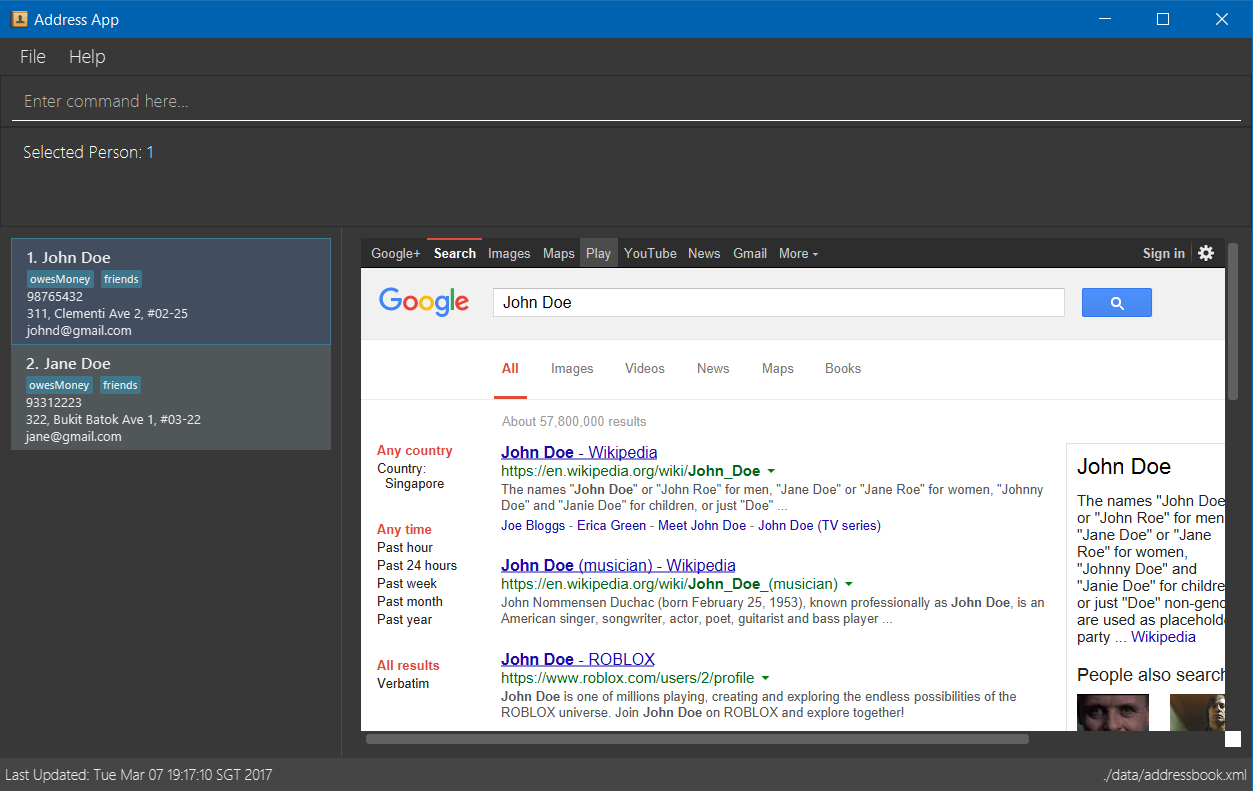 Address App
File Help
Enter command here...
Selected Person: 1
1. John Doe
owesMoney friends
98765432
311, Clementi Ave 2, #02-25
johnd@gmail.com
2. Jane Doe
owesMoney friends
93312223
322, Bukit Batok Ave 1, #03-22
jane@gmail.com
Google+ Search Images Maps Play YouTube News Gmail More Sign in
Google John Doe
All Images Videos News Maps Books
About 57,800,000 results
Any country
Country:
Singapore
Any time
Past hour
Past 24 hours
Past week
Past month
Past year
All results
Verbatim
John Doe - Wikipedia
https://en.wikipedia.org/wiki/John_Doe
The names "John Doe" or "John Roe" for men, "Jane Doe" or "Jane Roe" for women, "Johnny
Doe" and "Janie Doe" for children, or just "Doe" ...
Joe Bloggs - Erica Green - Meet John Doe - John Doe (TV series)
John Doe (musician) - Wikipedia
https://en.wikipedia.org/wiki/John_Doe_(musician)
John Nommensen Duchac (born February 25, 1953), known professionally as John Doe, is an
American singer, songwriter, actor, poet, guitarist and bass player ...
John Doe - ROBLOX
https://www.roblox.com/users/2/profile
John Doe is one of millions playing, creating and exploring the endless possibilities of the
ROBLOX universe. Join John Doe on ROBLOX and explore together!
John Doe
The names "John Doe
or "John Roe" for men
"Jane Doe" or "Jane
Roe" for women,
"Johnny Doe" and
"Janie Doe" for childre
or just "Doe" non-gend
are used as placehold
party ... Wikipedia
People also search
Last Updated: Tue Mar 07 19:17:10 SGT 2017
./data/addressbook.xml